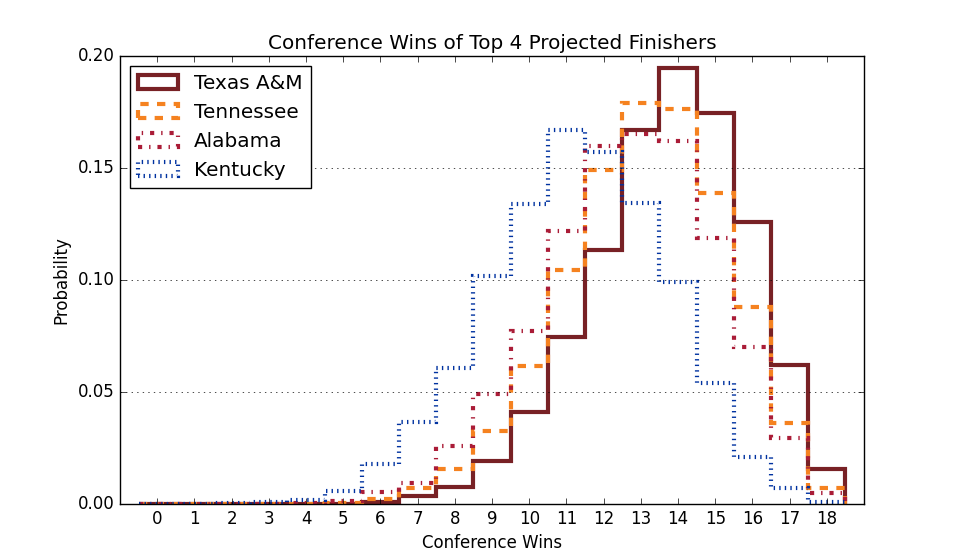 Conference Wins of Top 4 Projected Finishers
0.20
Texas A&M
Tennessee
Alabama
Kentucky
0.15
0.10
0.05
0.00
Probability
0 1 2 3 4 5 6 7 8 9 10 11 12 13 14 15 16 17 18
Conference Wins